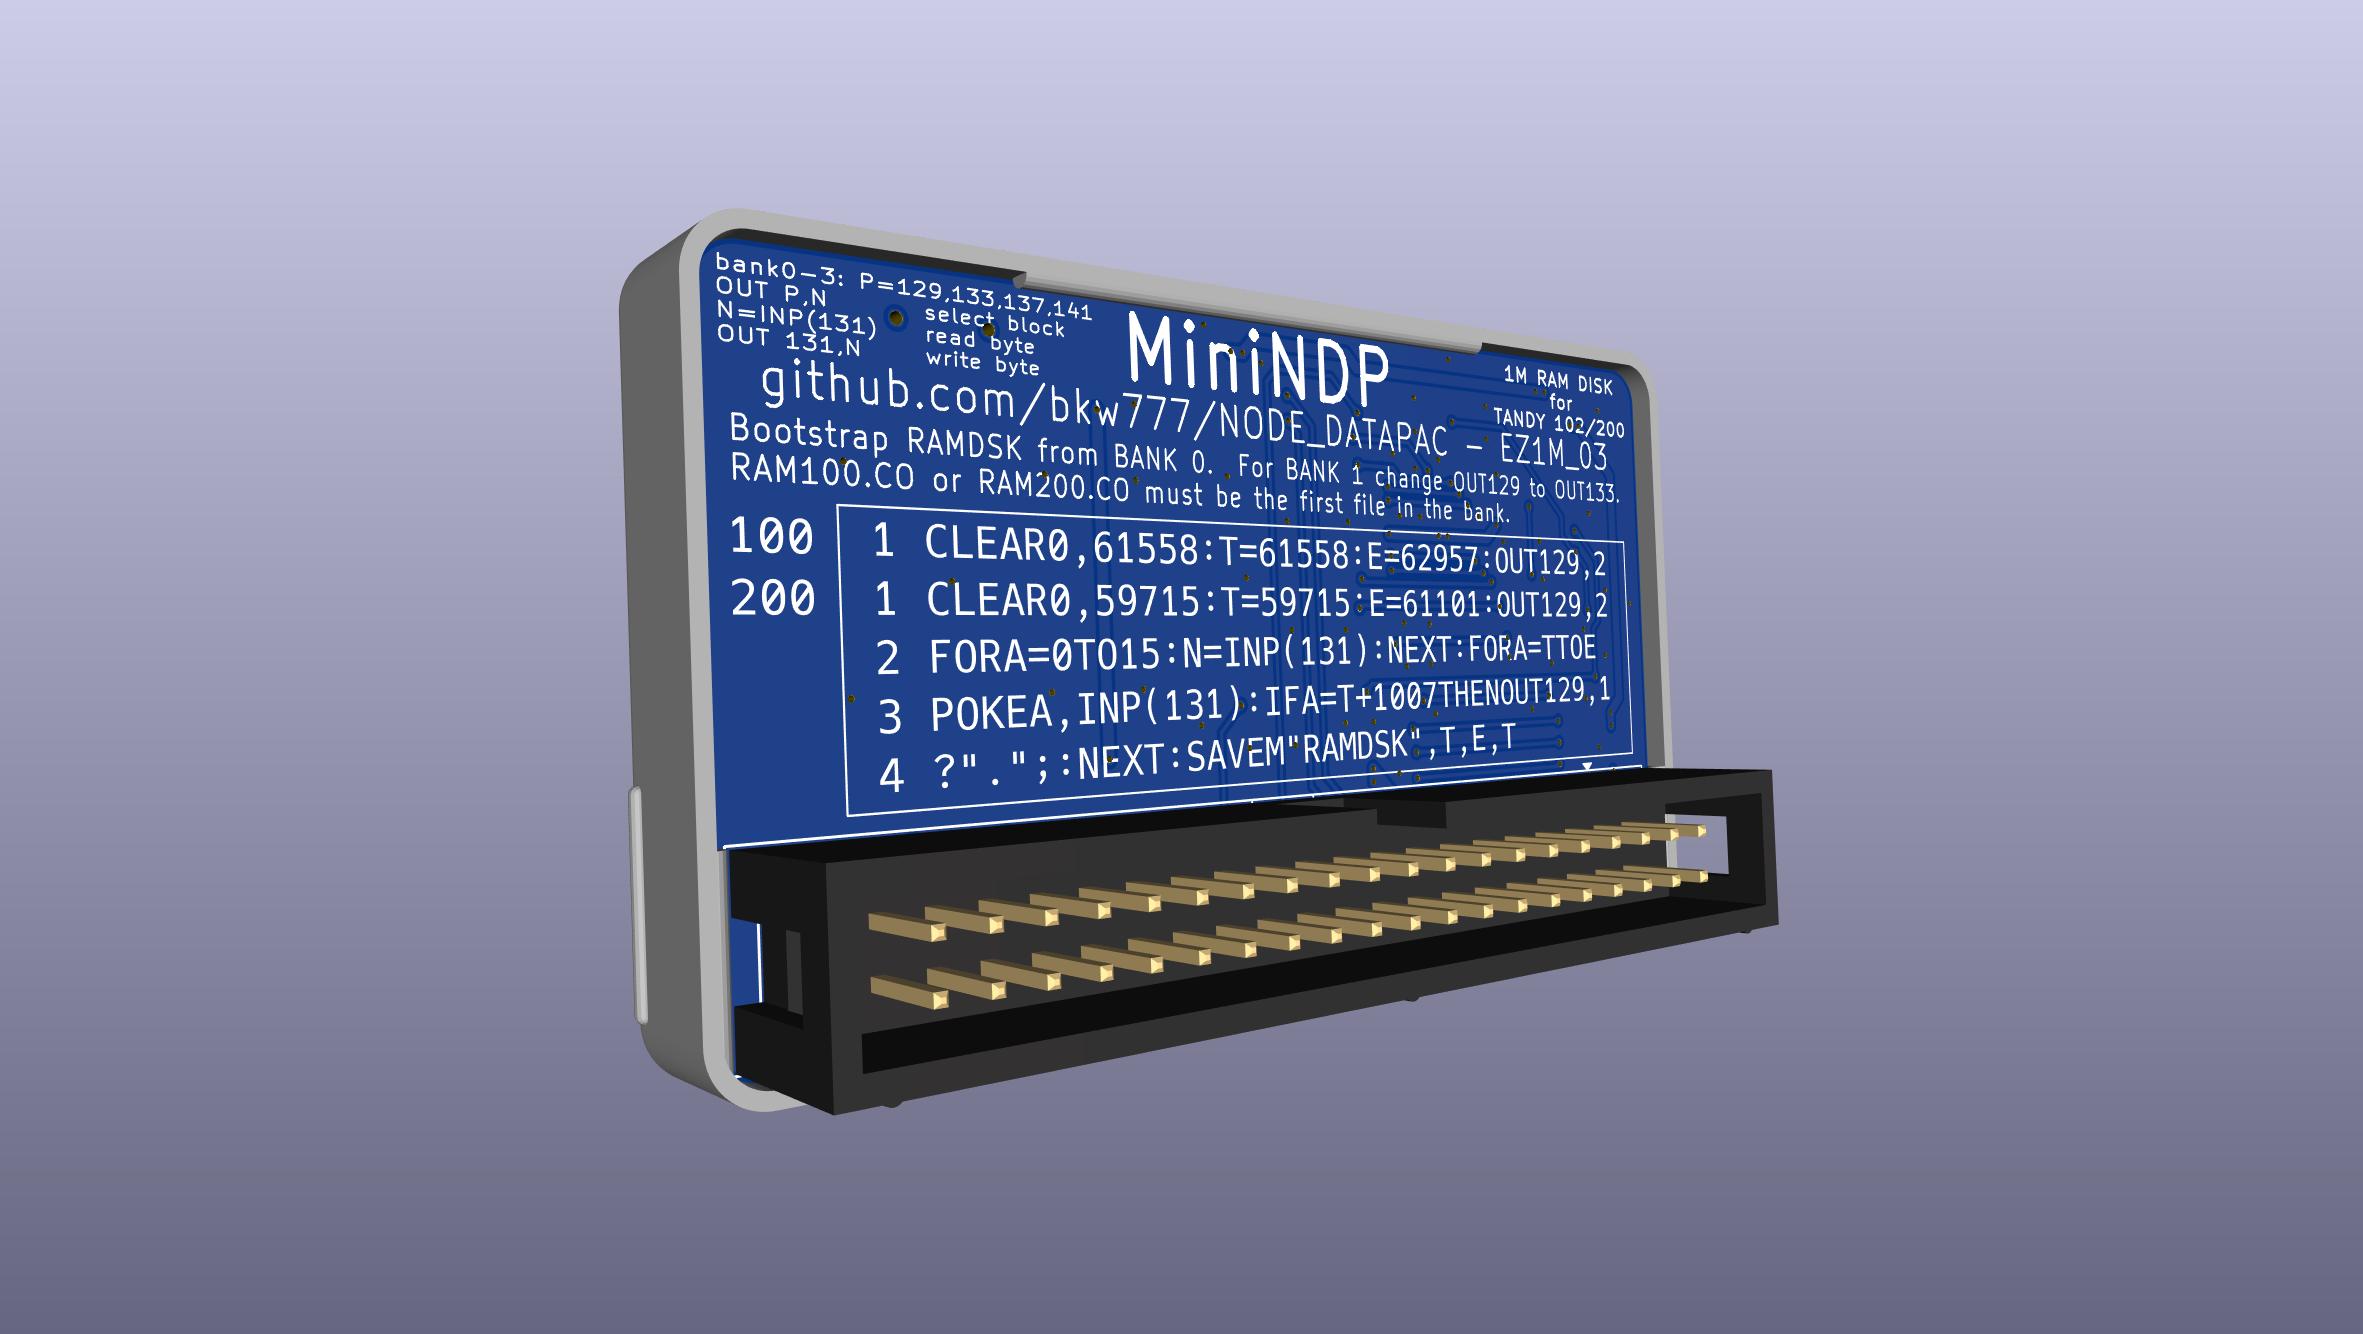 bank0-3: P=129,133,137,141
OUT P,N select block
N=INP(131) read byte
OUT 131,N write byte
MiniNDP
1M RAM DISK
for
TANDY 102/200
github.com/bkw777/NODE_DATAPAC - EZ1M_03
Bootstrap RAMDSK from BANK 0. For BANK 1 change OUT129 to OUT133.
RAM100.CO or RAM200.CO must be the first file in the bank.
100 1 CLEAR0,61558:T=61558:E=62957:OUT129,2
200 1 CLEAR0,59715:T=59715:E=61101:OUT129,2
2 FORA=0TO15:N=INP(131):NEXT:FORA=TTOE
3 POKEA,INP(131):IFA=T+1007THENOUT129,1
4 ?".";:NEXT:SAVEM"RAMDSK",T,E,T